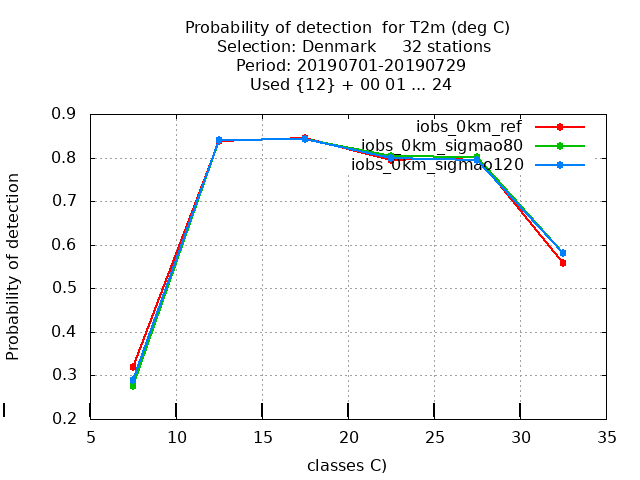 Probability of detection  for T2m (deg C)
Selection: Denmark     32 stations
Period: 20190701-20190729
Used {12} + 00 01 ... 24
0.9
0.8
0.7
0.6
0.5
0.4
0.3
0.2
Probability of detection
iobs_0km_ref
iobs_0km_sigmao80
iobs_0km_sigmao120
5
10
15
20
25
30
35
classes C)